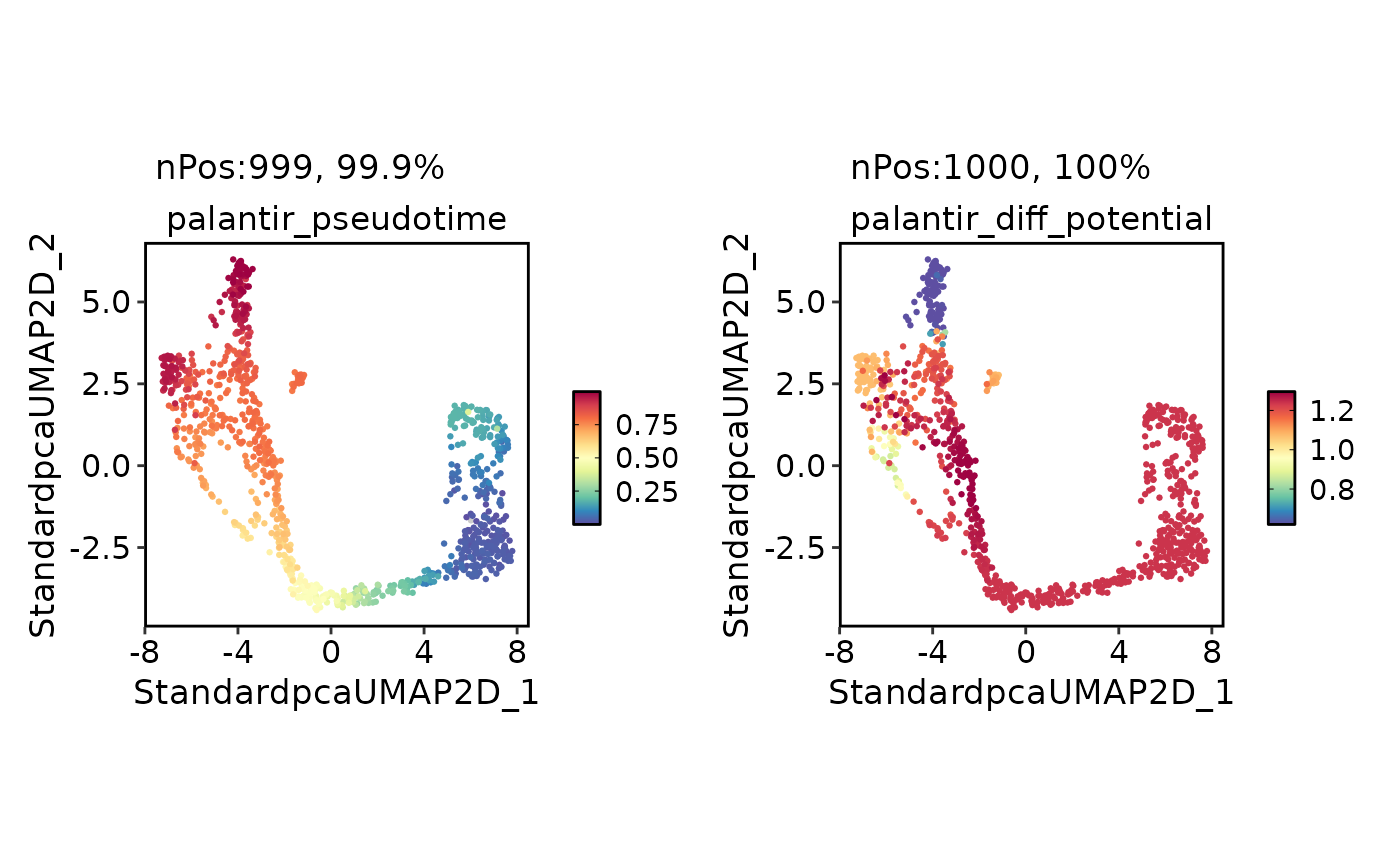 nPos:999, 99.9%
palantir_pseudotime
StandardpcaUMAP2D_2
5.0
2.5
0.0
-2.5
-8 -4 0 4 8
StandardpcaUMAP2D_1
0.75
0.50
0.25
nPos:1000, 100%
palantir_diff_potential
StandardpcaUMAP2D_2
5.0
2.5
0.0
-2.5
-8 -4 0 4 8
StandardpcaUMAP2D_1
1.2
1.0
0.8